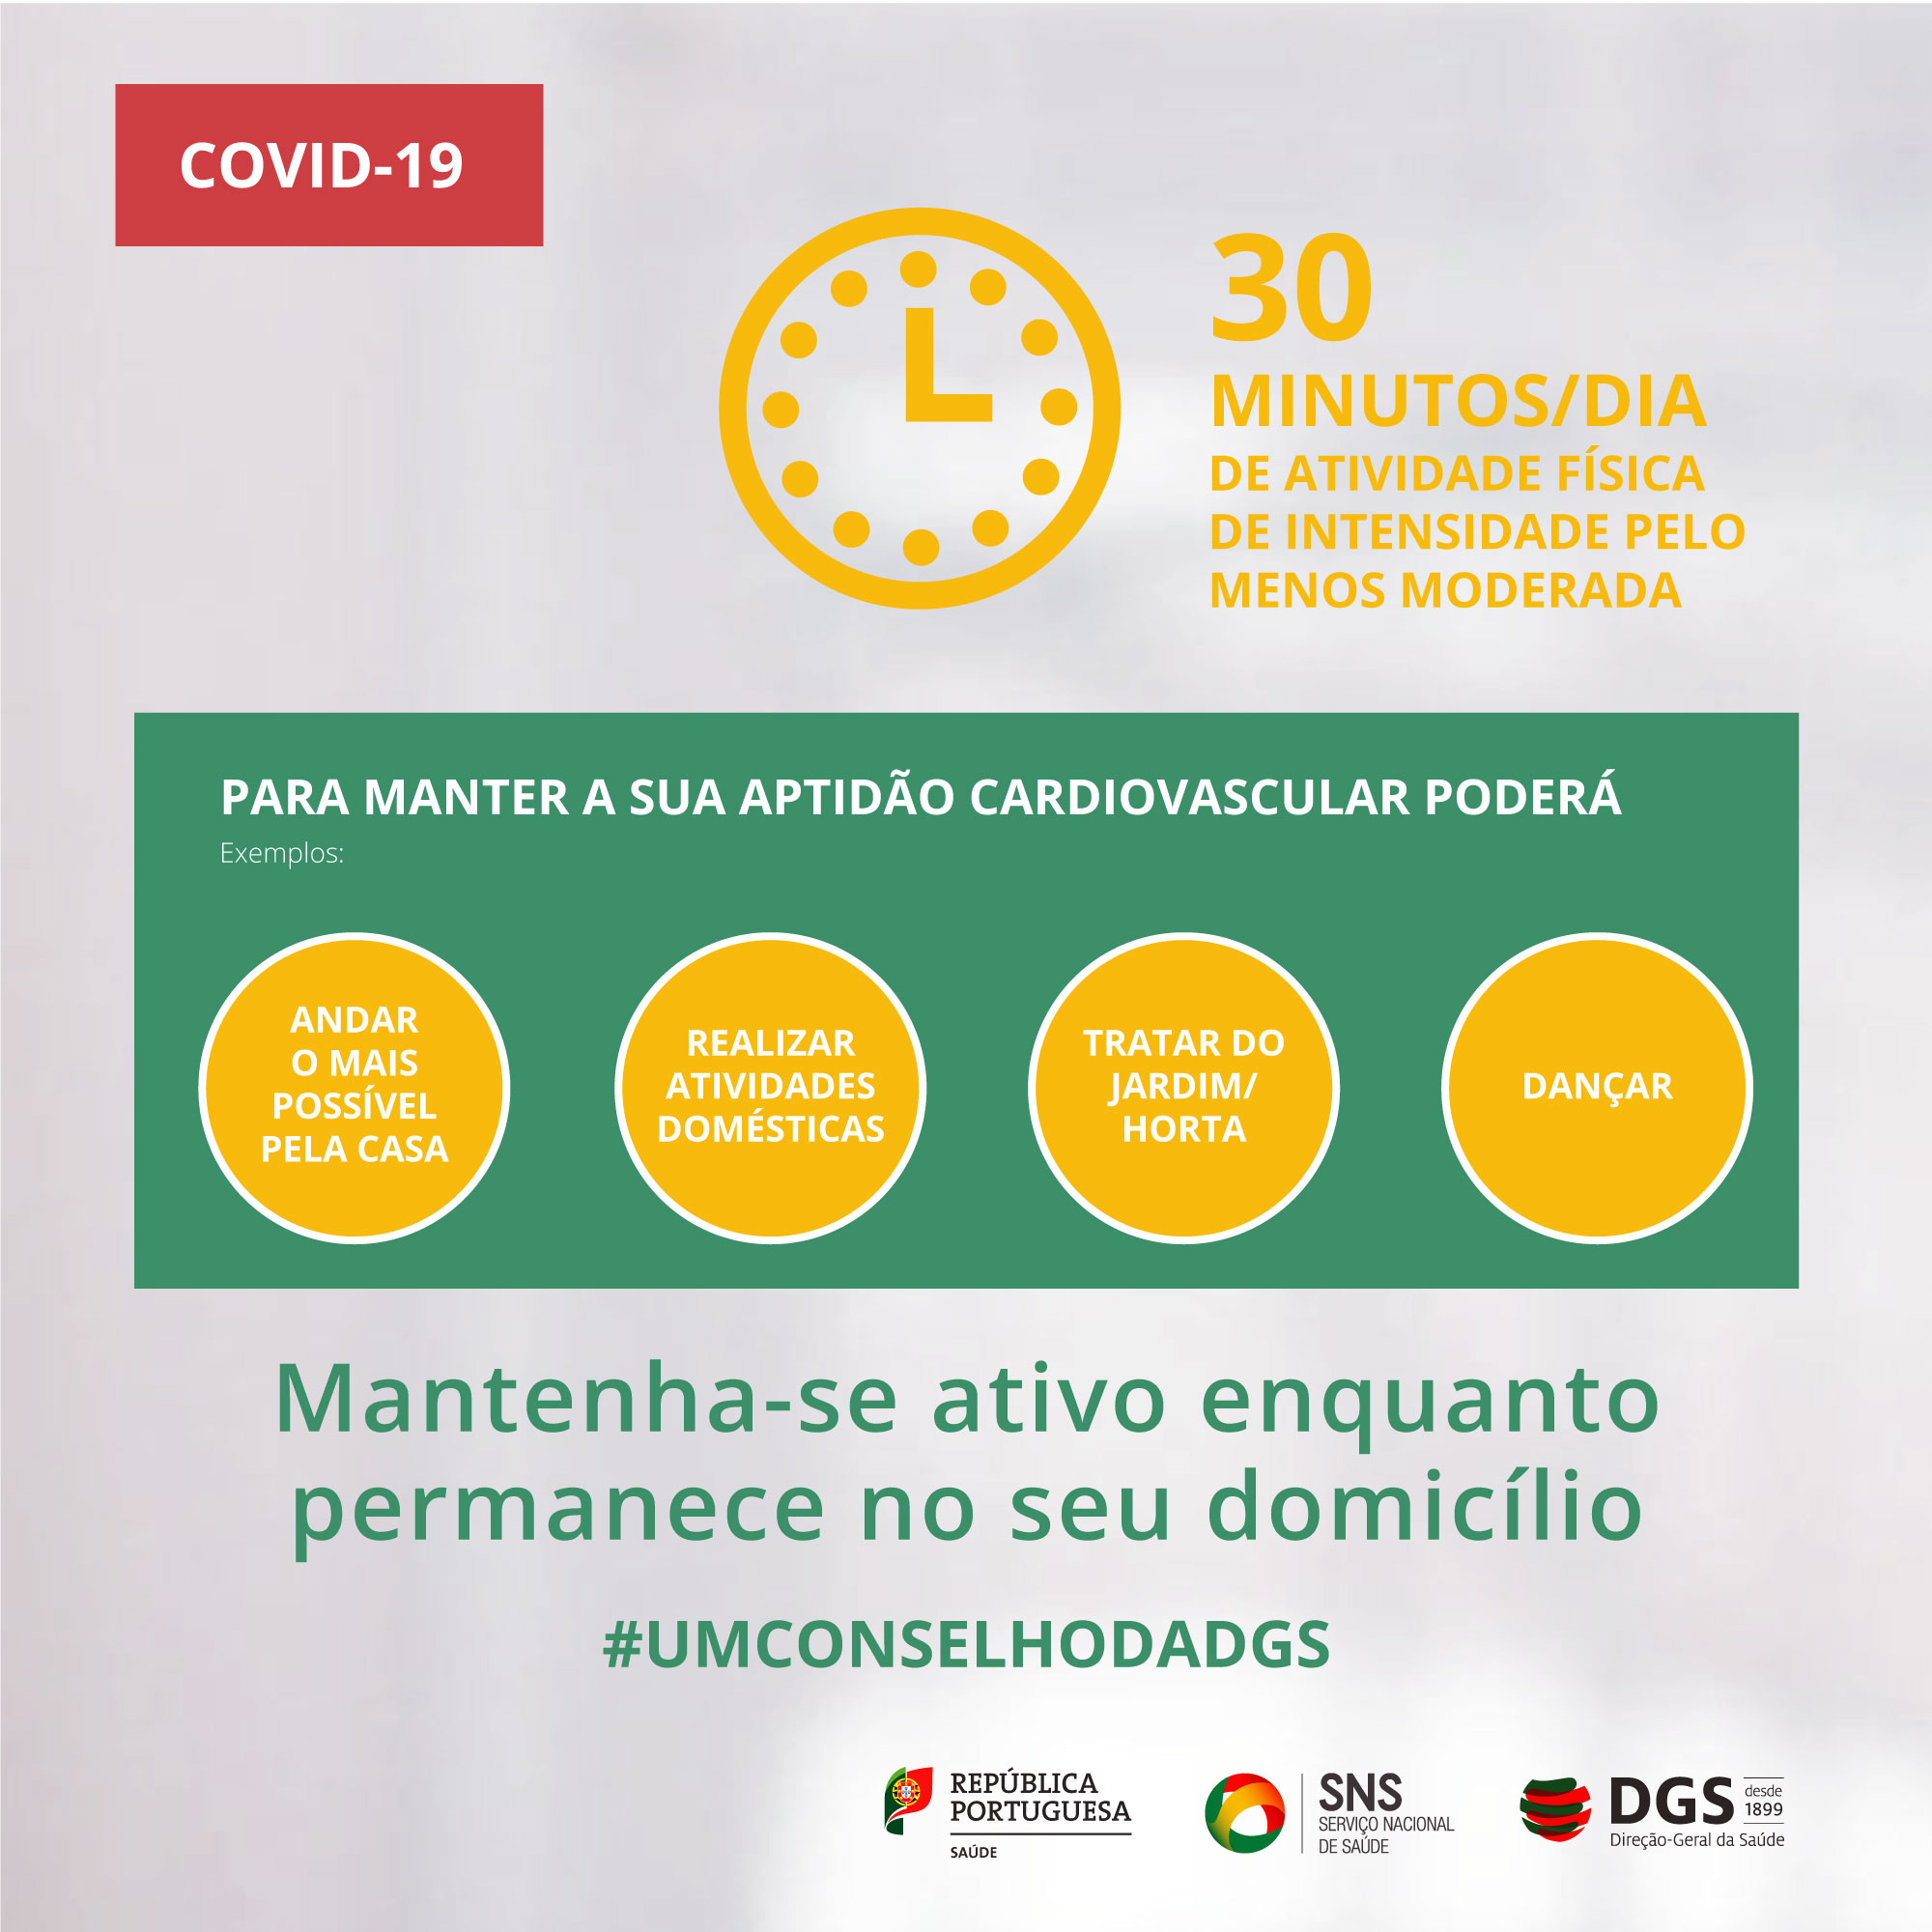 COVID-19
30
MINUTOS/DIA
DE ATIVIDADE FÍSICA
DE INTENSIDADE PELO
MENOS MODERADA
PARA MANTER A SUA APTIDÃO CARDIOVASCULAR PODERÁ
Exemplos:
ANDAR
O MAIS
POSSÍVEL
PELA CASA
REALIZAR
ATIVIDADES
DOMÉSTICAS
TRATAR DO
JARDIM/
HORTA
DANÇAR
Mantenha-se ativo enquanto
permanece no seu domicílio
#UMCONSELHODADGS
REPÚBLICA
PORTUGUESA
SAÚDE
SNS
SERVIÇO NACIONAL
DE SAÚDE
DGS
desde
1899
Direção-Geral da Saúde